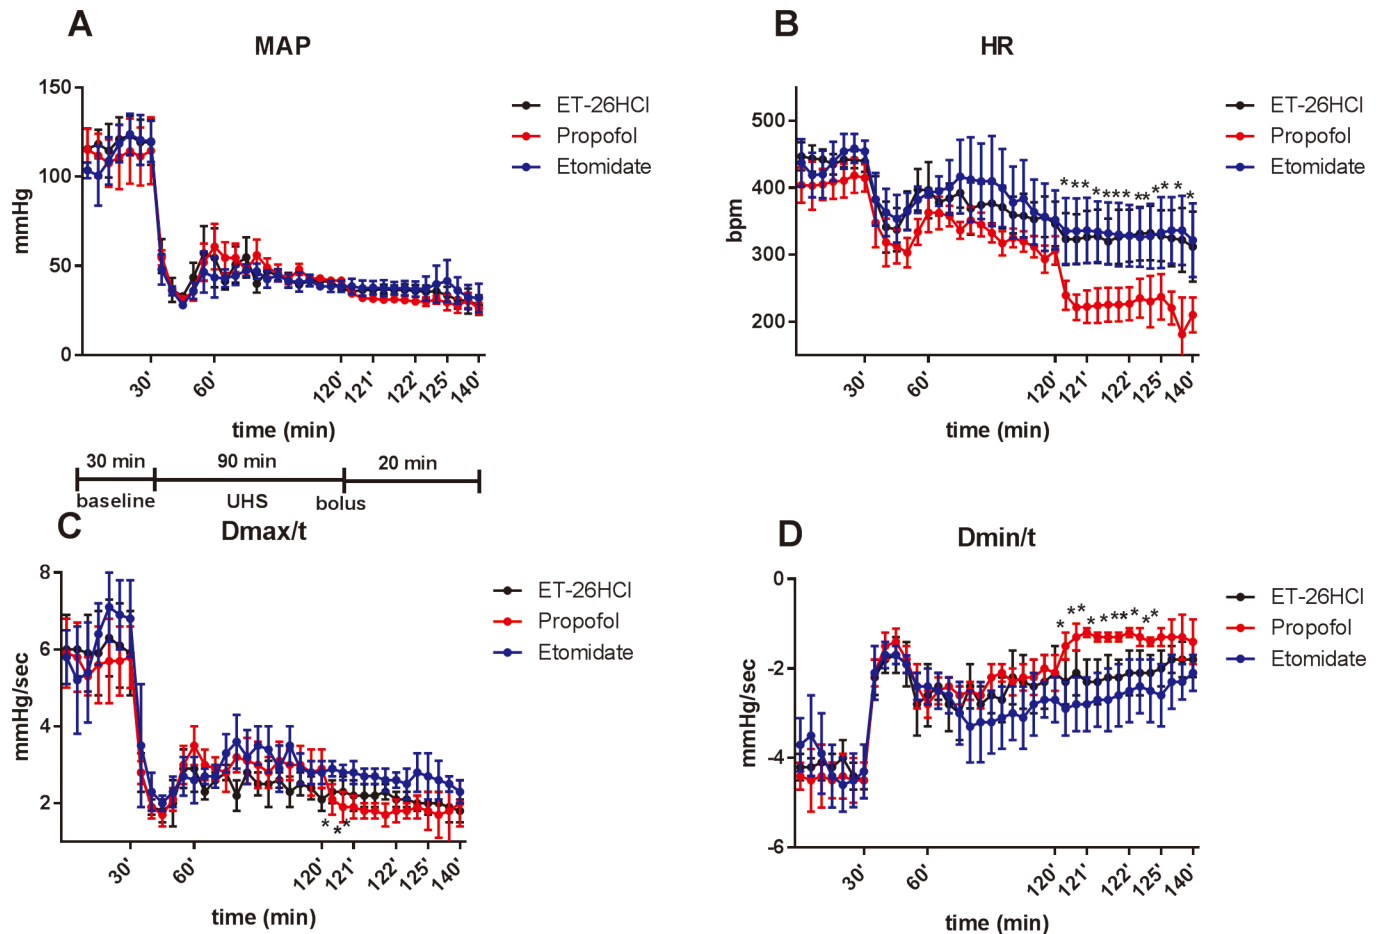 A
MAP
150
100
50
0
mmHg
30'
60'
120'
121'
122'
125'
140'
time (min)
ET-26HCl
Propofol
Etomidate
B
HR
500
400
300
200
bpm
* ** * *** ** * * *
30'
60'
120'
121'
122'
125'
140'
time (min)
ET-26HCl
Propofol
Etomidate
30 min
90 min
20 min
baseline
UHS
bolus
C
Dmax/t
8
6
4
2
mmHg/sec
* * *
30'
60'
120'
121'
122'
125'
140'
time (min)
ET-26HCl
Propofol
Etomidate
D
Dmin/t
0
-2
-4
-6
mmHg/sec
* * * * * * * * * *
30'
60'
120'
121'
122'
125'
140'
time (min)
ET-26HCl
Propofol
Etomidate